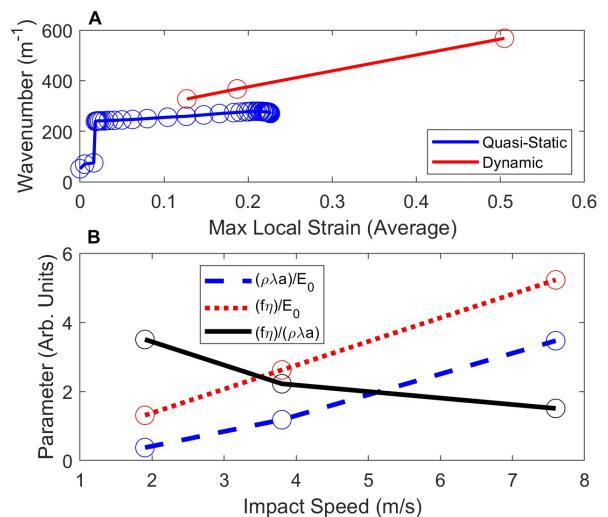 A
600
400
200
0
Wavenumber (m⁻¹)
0
0.1
0.2
0.3
0.4
0.5
0.6
Max Local Strain (Average)
Quasi-Static
Dynamic
B
6
4
2
0
Parameter (Arb. Units)
1
2
3
4
5
6
7
8
Impact Speed (m/s)
(ρλa)/E₀
(fη)/E₀
(fη)/(ρλa)